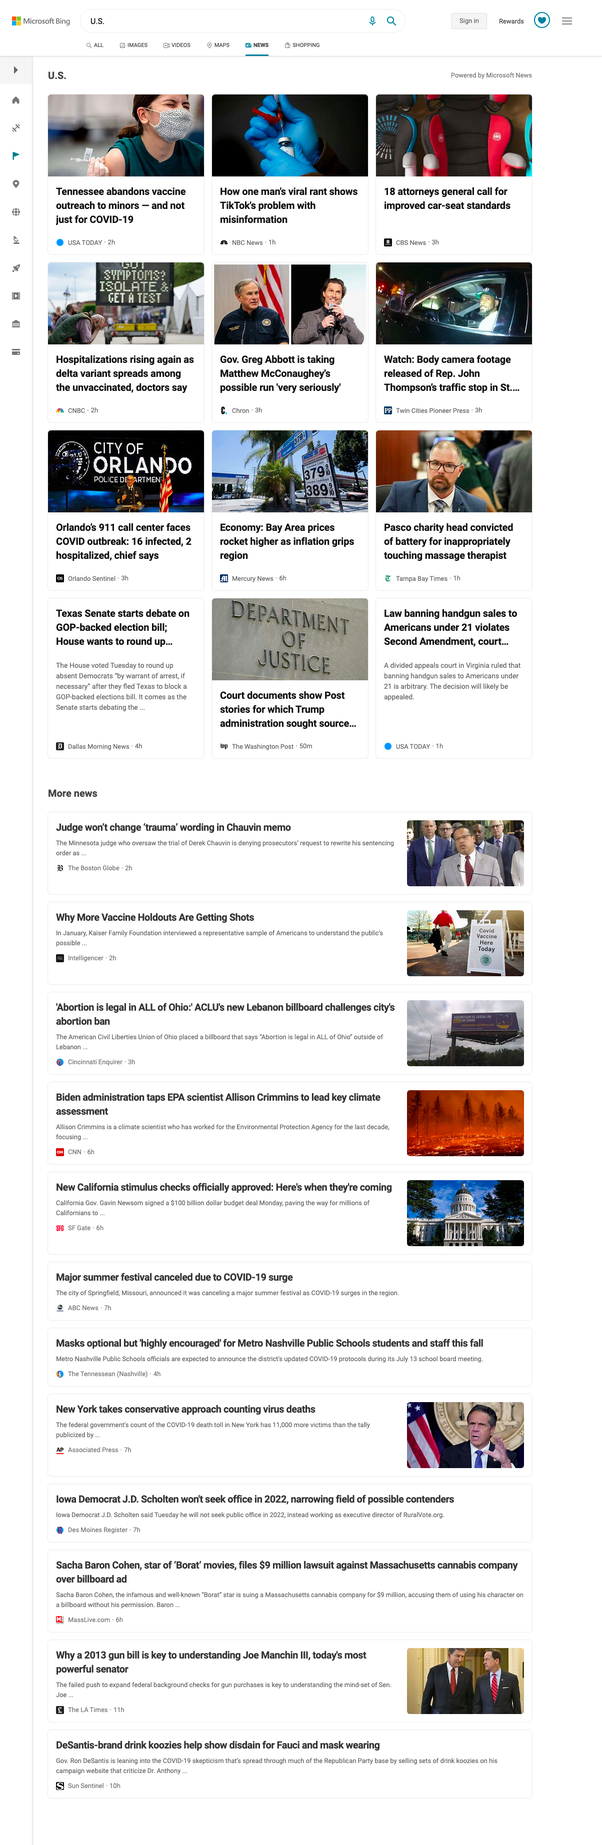 Microsoft Bing
U.S.
Sign in
Rewards
ALL
IMAGES
VIDEOS
MAPS
NEWS
SHOPPING
U.S.
Powered by Microsoft News
Tennessee abandons vaccine
outreach to minors — and not
just for COVID-19
USA TODAY · 2h
How one man's viral rant shows
TikTok's problem with
misinformation
NBC News · 1h
18 attorneys general call for
improved car-seat standards
CBS News · 3h
GOT
SYMPTOMS?
ISOLATE &
GET A TEST
Hospitalizations rising again as
delta variant spreads among
the unvaccinated, doctors say
CNBC · 2h
Gov. Greg Abbott is taking
Matthew McConaughey's
possible run 'very seriously'
Chron · 3h
Watch: Body camera footage
released of Rep. John
Thompson's traffic stop in St....
Twin Cities Pioneer Press · 3h
CITY OF
ORLANDO
POLICE DEPARTMENT
Orlando's 911 call center faces
COVID outbreak: 16 infected, 2
hospitalized, chief says
Orlando Sentinel · 3h
379
389
Economy: Bay Area prices
rocket higher as inflation grips
region
Mercury News · 6h
Pasco charity head convicted
of battery for inappropriately
touching massage therapist
Tampa Bay Times · 1h
Texas Senate starts debate on
GOP-backed election bill;
House wants to round up...
The House voted Tuesday to round up
absent Democrats "by warrant of arrest, if
necessary" after they fled Texas to block a
GOP-backed elections bill. It comes as the
Senate starts debating the ...
Dallas Morning News · 4h
DEPARTMENT
OF
JUSTICE
Court documents show Post
stories for which Trump
administration sought source...
The Washington Post · 50m
Law banning handgun sales to
Americans under 21 violates
Second Amendment, court...
A divided appeals court in Virginia ruled that
banning handgun sales to Americans under
21 is arbitrary. The decision will likely be
appealed.
USA TODAY · 1h
More news
Judge won't change 'trauma' wording in Chauvin memo
The Minnesota judge who oversaw the trial of Derek Chauvin is denying prosecutors' request to rewrite his sentencing
order as ...
The Boston Globe · 2h
Why More Vaccine Holdouts Are Getting Shots
In January, Kaiser Family Foundation interviewed a representative sample of Americans to understand the public's
possible ...
Intelligencer · 2h
Covid
Vaccine
Here
Today
'Abortion is legal in ALL of Ohio:' ACLU's new Lebanon billboard challenges city's
abortion ban
The American Civil Liberties Union of Ohio placed a billboard that says "Abortion is legal in ALL of Ohio" outside of
Lebanon ...
Cincinnati Enquirer · 3h
Biden administration taps EPA scientist Allison Crimmins to lead key climate
assessment
Allison Crimmins is a climate scientist who has worked for the Environmental Protection Agency for the last decade,
focusing ...
CNN · 6h
New California stimulus checks officially approved: Here's when they're coming
California Gov. Gavin Newsom signed a $100 billion dollar budget deal Monday, paving the way for millions of
Californians to ...
SF Gate · 6h
Major summer festival canceled due to COVID-19 surge
The city of Springfield, Missouri, announced it was canceling a major summer festival as COVID-19 surges in the region.
ABC News · 7h
Masks optional but 'highly encouraged' for Metro Nashville Public Schools students and staff this fall
Metro Nashville Public Schools officials are expected to announce the district's updated COVID-19 protocols during its July 13 school board meeting.
The Tennessean (Nashville) · 4h
New York takes conservative approach counting virus deaths
The federal government's count of the COVID-19 death toll in New York has 11,000 more victims than the tally
publicized by ...
Associated Press · 7h
Iowa Democrat J.D. Scholten won't seek office in 2022, narrowing field of possible contenders
Iowa Democrat J.D. Scholten said Tuesday he will not seek public office in 2022, instead working as executive director of RuralVote.org.
Des Moines Register · 7h
Sacha Baron Cohen, star of 'Borat' movies, files $9 million lawsuit against Massachusetts cannabis company
over billboard ad
Sacha Baron Cohen, the infamous and well-known "Borat" star is suing a Massachusetts cannabis company for $9 million, accusing them of using his character on
a billboard without his permission. Baron ...
MassLive.com · 6h
Why a 2013 gun bill is key to understanding Joe Manchin III, today's most
powerful senator
The failed push to expand federal background checks for gun purchases is key to understanding the mind-set of Sen.
Joe ...
The LA Times · 11h
DeSantis-brand drink koozies help show disdain for Fauci and mask wearing
Gov. Ron DeSantis is leaning into the COVID-19 skepticism that's spread through much of the Republican Party base by selling sets of drink koozies on his
campaign website that criticize Dr. Anthony ...
Sun Sentinel · 10h